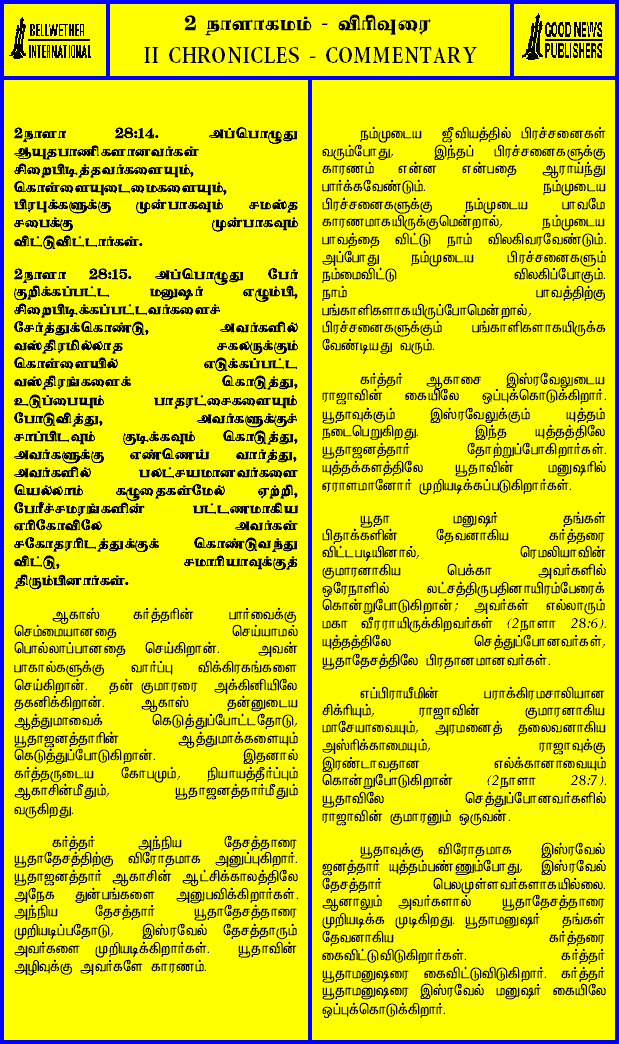 BELLWETHER
INTERNATIONAL
2 நாளாகமம் - விரிவுரை
II CHRONICLES - COMMENTARY
GOOD NEWS
PUBLISHERS
2நாளா 28:14. அப்பொழுது
ஆயுதபாணிகளானவர்கள்
சிறைபிடித்தவர்களையும்,
கொள்ளையுடைமைகளையும்,
பிரபுக்களுக்கு முன்பாகவும் சமஸ்த
சபைக்கு முன்பாகவும்
விட்டுவிட்டார்கள்.
2நாளா 28:15. அப்பொழுது பேர்
குறிக்கப்பட்ட மனுஷர் எழும்பி,
சிறைபிடிக்கப்பட்டவர்களைச்
சேர்த்துக்கொண்டு, அவர்களில்
வஸ்திரமில்லாத சகலருக்கும்
கொள்ளையில் எடுக்கப்பட்ட
வஸ்திரங்களைக் கொடுத்து,
உடுப்பையும் பாதரட்சைகளையும்
போடுவித்து, அவர்களுக்குச்
சாப்பிடவும் குடிக்கவும் கொடுத்து,
அவர்களுக்கு எண்ணெய் வார்த்து,
அவர்களில் பலட்சயமானவர்களை
யெல்லாம் கழுதைகள்மேல் ஏற்றி,
பேரீச்சமரங்களின் பட்டணமாகிய
எரிகோவிலே அவர்கள்
சகோதரரிடத்துக்குக் கொண்டுவந்து
விட்டு, சமாரியாவுக்குத்
திரும்பினார்கள்.
ஆகாஸ் கர்த்தரின் பார்வைக்கு
செம்மையானதை செய்யாமல்
பொல்லாப்பானதை செய்கிறான். அவன்
பாகால்களுக்கு வார்ப்பு விக்கிரகங்களை
செய்கிறான். தன் குமாரரை அக்கினியிலே
தகனிக்கிறான். ஆகாஸ் தன்னுடைய
ஆத்துமாவைக் கெடுத்துப்போட்டதோடு,
யூதாஜனத்தாரின் ஆத்துமாக்களையும்
கெடுத்துப்போடுகிறான். இதனால்
கர்த்தருடைய கோபமும், நியாயத்தீர்ப்பும்
ஆகாசின்மீதும், யூதாஜனத்தார்மீதும்
வருகிறது.
கர்த்தர் அந்நிய தேசத்தாரை
யூதாதேசத்திற்கு விரோதமாக அனுப்புகிறார்.
யூதாஜனத்தார் ஆகாசின் ஆட்சிக்காலத்திலே
அநேக துன்பங்களை அனுபவிக்கிறார்கள்.
அந்நிய தேசத்தார் யூதாதேசத்தாரை
முறியடிப்பதோடு, இஸ்ரவேல் தேசத்தாரும்
அவர்களை முறியடிக்கிறார்கள். யூதாவின்
அழிவுக்கு அவர்களே காரணம்.
நம்முடைய ஜீவியத்தில் பிரச்சனைகள்
வரும்போது, இந்தப் பிரச்சனைகளுக்கு
காரணம் என்ன என்பதை ஆராய்ந்து
பார்க்கவேண்டும். நம்முடைய
பிரச்சனைகளுக்கு நம்முடைய பாவமே
காரணமாகயிருக்குமென்றால், நம்முடைய
பாவத்தை விட்டு நாம் விலகிவரவேண்டும்.
அப்போது நம்முடைய பிரச்சனைகளும்
நம்மைவிட்டு விலகிப்போகும்.
நாம் பாவத்திற்கு
பங்காளிகளாகயிருப்போமென்றால்,
பிரச்சனைகளுக்கும் பங்காளிகளாகயிருக்க
வேண்டியது வரும்.
கர்த்தர் ஆகாசை இஸ்ரவேலுடைய
ராஜாவின் கையிலே ஒப்புக்கொடுக்கிறார்.
யூதாவுக்கும் இஸ்ரவேலுக்கும் யுத்தம்
நடைபெறுகிறது. இந்த யுத்தத்திலே
யூதாஜனத்தார் தோற்றுப்போகிறார்கள்.
யுத்தக்களத்திலே யூதாவின் மனுஷரில்
ஏராளமானோர் முறியடிக்கப்படுகிறார்கள்.
யூதா மனுஷர் தங்கள்
பிதாக்களின் தேவனாகிய கர்த்தரை
விட்டபடியினால், ரெமலியாவின்
குமாரனாகிய பெக்கா அவர்களில்
ஒரேநாளில் லட்சத்திருபதினாயிரம்பேரைக்
கொன்றுபோடுகிறான்; அவர்கள் எல்லாரும்
மகா வீரராயிருக்கிறவர்கள் (2நாளா 28:6).
யுத்தத்திலே செத்துப்போனவர்கள்,
யூதாதேசத்திலே பிரதானமானவர்கள்.
எப்பிராயீமின் பராக்கிரமசாலியான
சிக்ரியும், ராஜாவின் குமாரனாகிய
மாசேயாவையும், அரமனைத் தலைவனாகிய
அஸ்ரிக்காமையும், ராஜாவுக்கு
இரண்டாவதான எல்க்கானாவையும்
கொன்றுபோடுகிறான் (2நாளா 28:7).
யூதாவிலே செத்துப்போனவர்களில்
ராஜாவின் குமாரனும் ஒருவன்.
யூதாவுக்கு விரோதமாக இஸ்ரவேல்
ஜனத்தார் யுத்தம்பண்ணும்போது, இஸ்ரவேல்
தேசத்தார் பெலமுள்ளவர்களாகயில்லை.
ஆனாலும் அவர்களால் யூதாதேசத்தாரை
முறியடிக்க முடிகிறது. யூதாமனுஷர் தங்கள்
தேவனாகிய கர்த்தரை
கைவிட்டுவிடுகிறார்கள். கர்த்தர்
யூதாமனுஷரை கைவிட்டுவிடுகிறார். கர்த்தர்
யூதாமனுஷரை இஸ்ரவேல் மனுஷர் கையிலே
ஒப்புக்கொடுக்கிறார்.